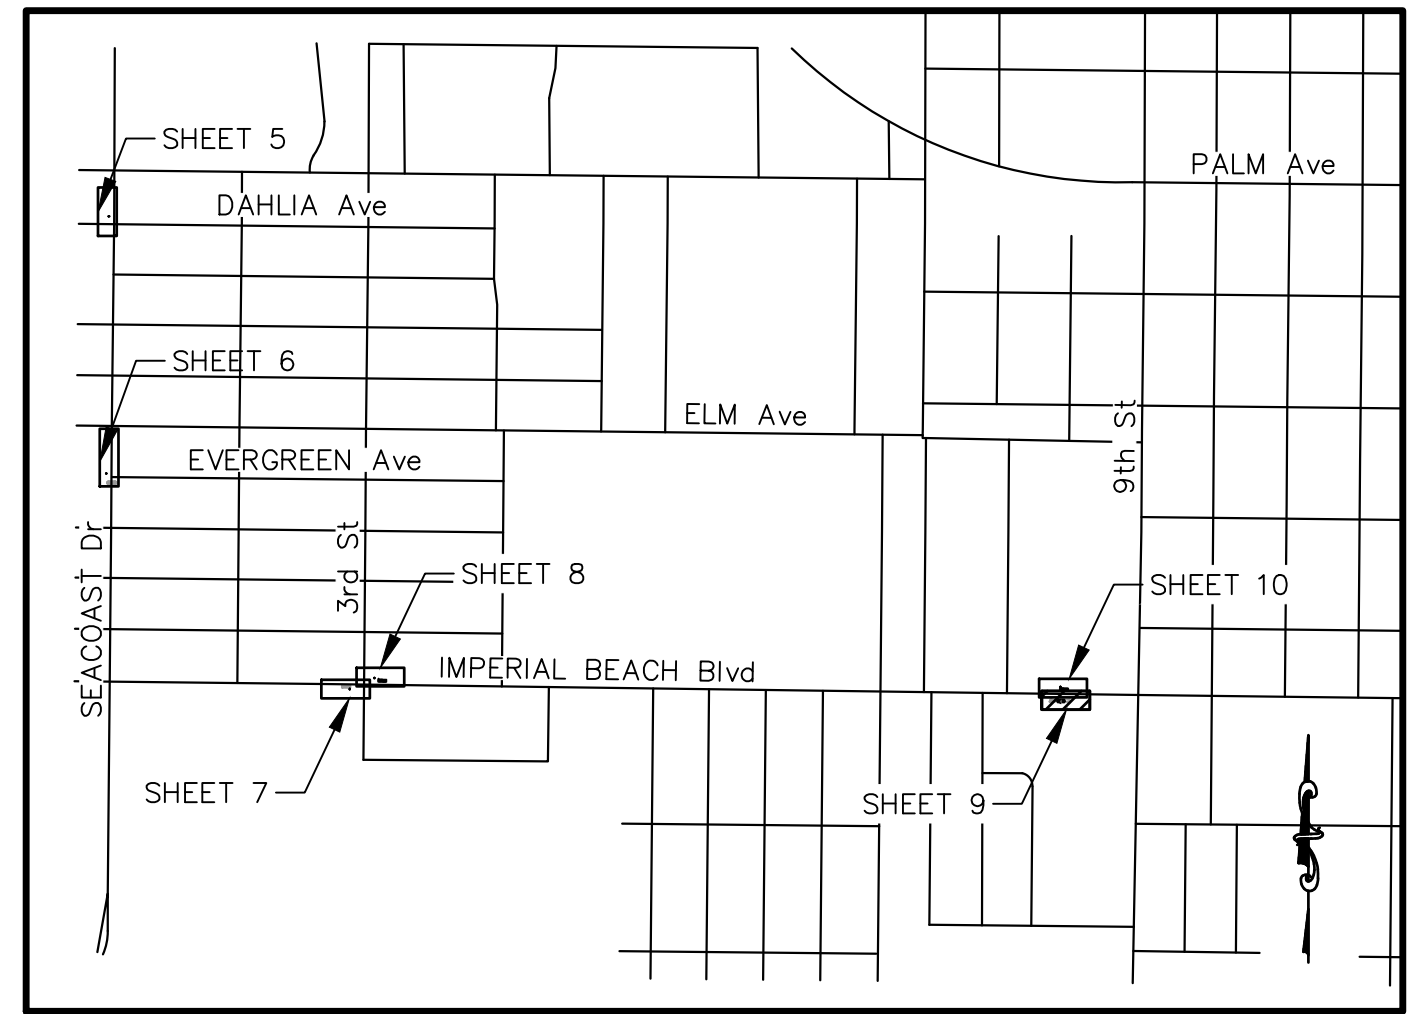 SHEET 5
PALM Ave
DAHLIA Ave
SHEET 6
ELM Ave
9th St
EVERGREEN Ave
SEACOAST Dr
3rd St
SHEET 8
SHEET 10
IMPERIAL BEACH Blvd
SHEET 7
SHEET 9